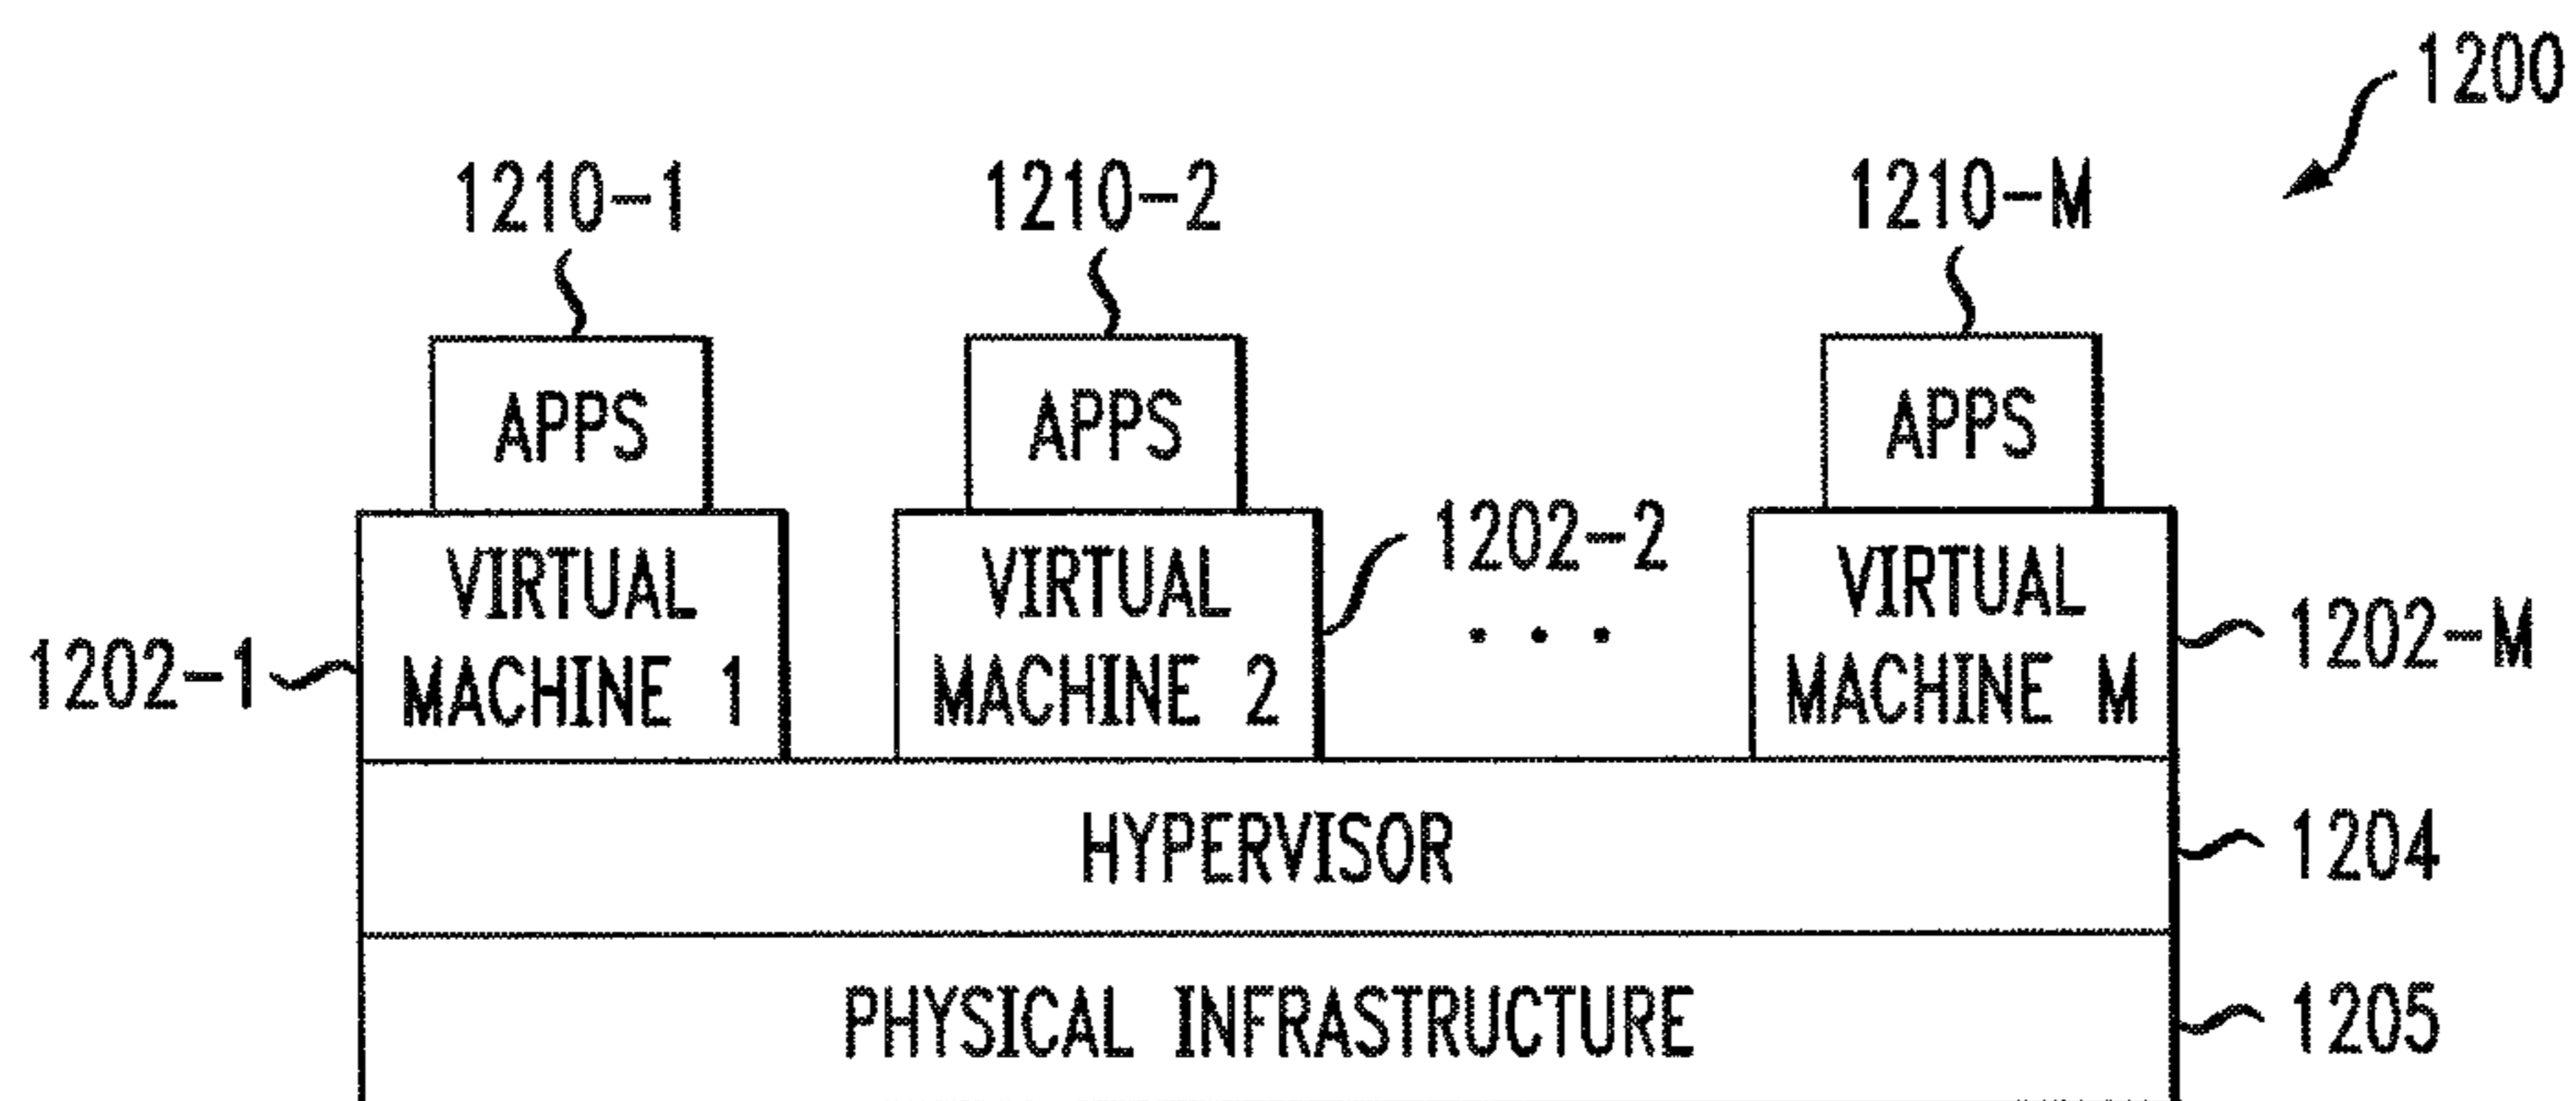 1200
1210-1 1210-2 1210-M
APPS APPS APPS
1202-2
VIRTUAL VIRTUAL VIRTUAL
1202-1 1202-M
MACHINE 1 MACHINE 2 MACHINE M
HYPERVISOR 1204
PHYSICAL INFRASTRUCTURE 1205